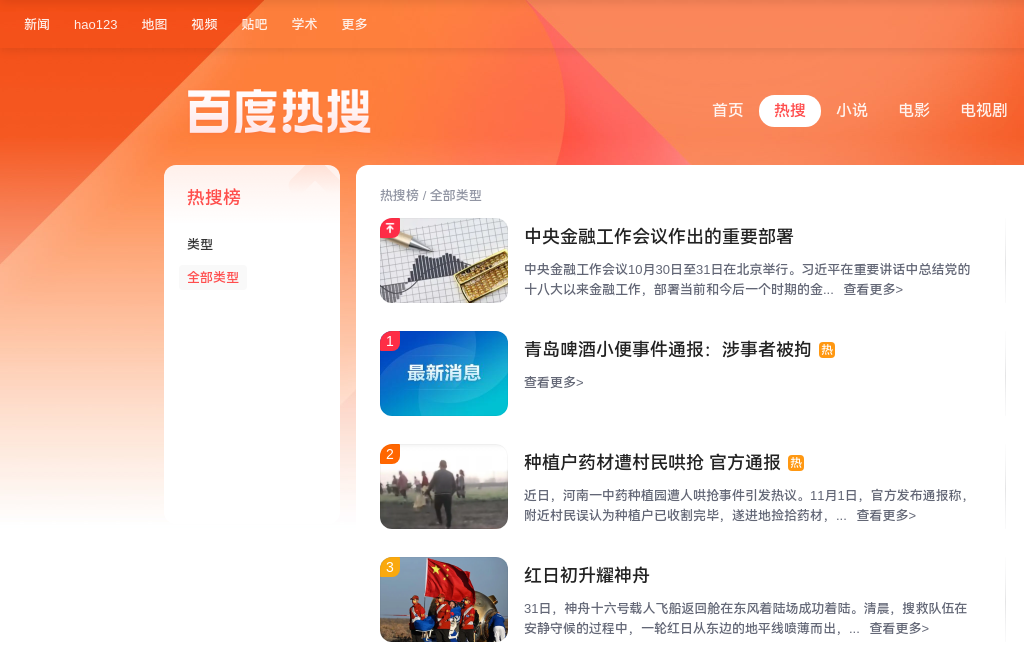 新闻 hao123 地图 视频 贴吧 学术 更多
百度热搜
首页 热搜 小说 电影 电视剧
热搜榜
类型
全部类型
热搜榜 / 全部类型
中央金融工作会议作出的重要部署
中央金融工作会议10月30日至31日在北京举行。习近平在重要讲话中总结党的
十八大以来金融工作，部署当前和今后一个时期的金... 查看更多>
1
最新消息
青岛啤酒小便事件通报：涉事者被拘 热
查看更多>
2
种植户药材遭村民哄抢 官方通报 热
近日，河南一中药种植园遭人哄抢事件引发热议。11月1日，官方发布通报称，
附近村民误认为种植户已收割完毕，遂进地捡拾药材，... 查看更多>
3
红日初升耀神舟
31日，神舟十六号载人飞船返回舱在东风着陆场成功着陆。清晨，搜救队伍在
安静守候的过程中，一轮红日从东边的地平线喷薄而出，... 查看更多>